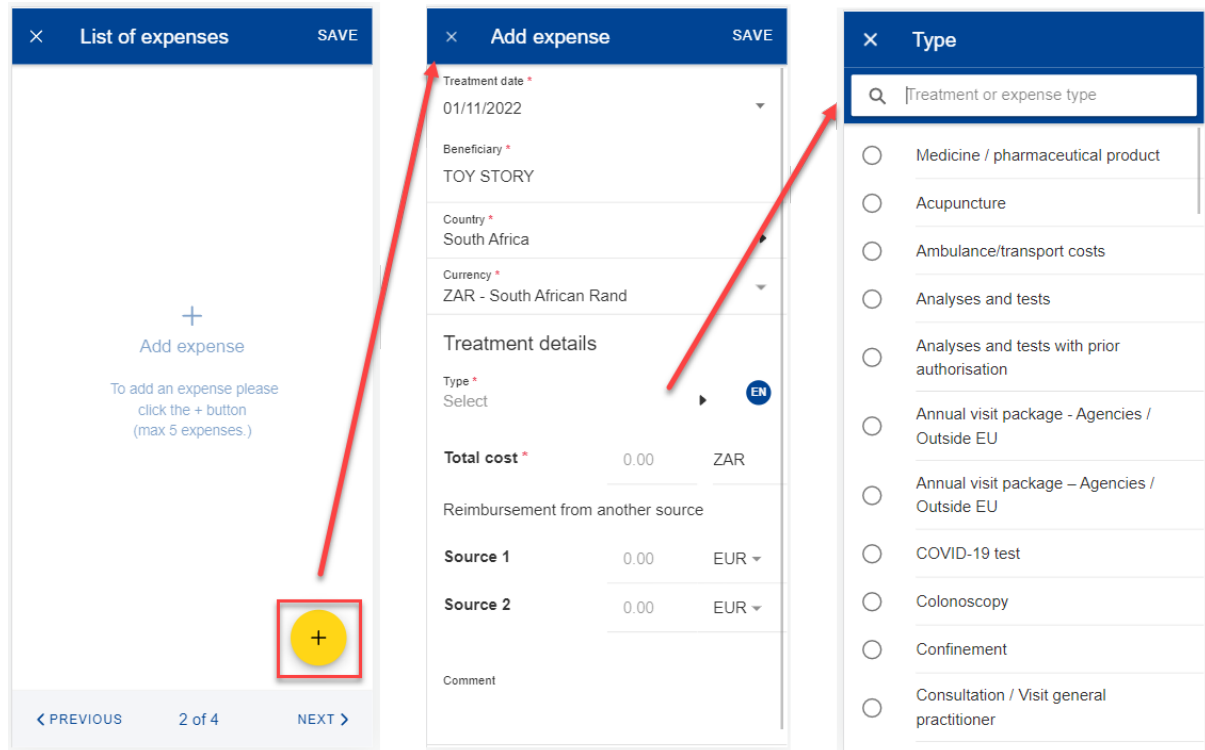 List of expenses
SAVE
Add expense
To add an expense please
click the + button
(max 5 expenses.)
+
PREVIOUS
2 of 4
NEXT
Add expense
SAVE
Treatment date *
01/11/2022
Beneficiary *
TOY STORY
Country *
South Africa
Currency *
ZAR - South African Rand
Treatment details
Type *
Select
EN
Total cost *
0.00
ZAR
Reimbursement from another source
Source 1
0.00
EUR
Source 2
0.00
EUR
Comment
Type
Treatment or expense type
Medicine / pharmaceutical product
Acupuncture
Ambulance/transport costs
Analyses and tests
Analyses and tests with prior
authorisation
Annual visit package - Agencies /
Outside EU
Annual visit package – Agencies /
Outside EU
COVID-19 test
Colonoscopy
Confinement
Consultation / Visit general
practitioner